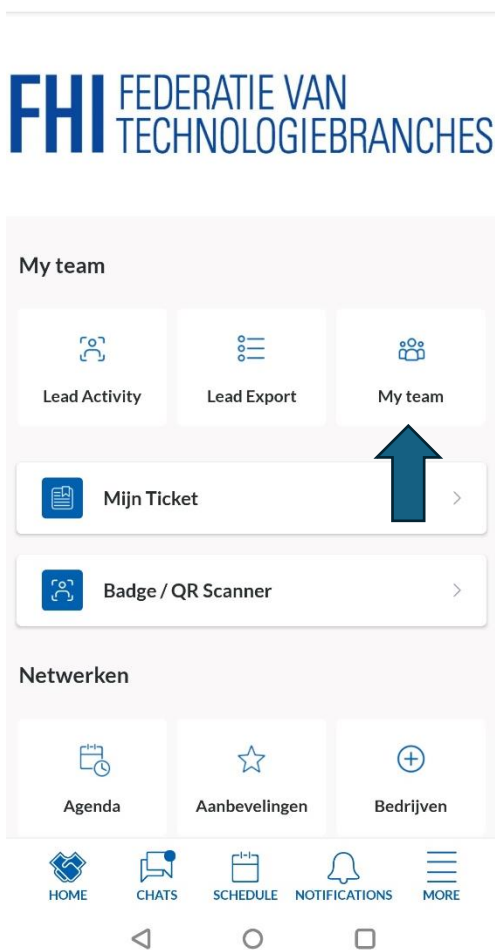 FHI FEDERATIE VAN
TECHNOLOGIEBRANCHES
My team
Lead Activity
Lead Export
My team
Mijn Ticket
Badge / QR Scanner
Netwerken
Agenda
Aanbevelingen
Bedrijven
HOME
CHATS
SCHEDULE
NOTIFICATIONS
MORE